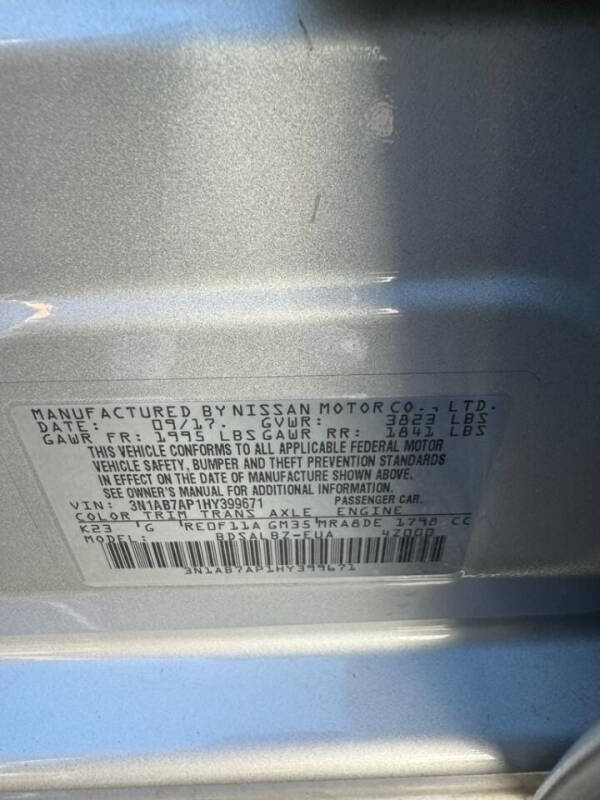 MANUFACTURED BY NISSAN MOTOR CO., LTD.
DATE: 09/17. GVWR: 3823 LBS
GAWR FR: 1995 LBS GAWR RR: 1841 LBS
THIS VEHICLE CONFORMS TO ALL APPLICABLE FEDERAL MOTOR
VEHICLE SAFETY, BUMPER AND THEFT PREVENTION STANDARDS
IN EFFECT ON THE DATE OF MANUFACTURE SHOWN ABOVE.
SEE OWNER'S MANUAL FOR ADDITIONAL INFORMATION.
VIN: 3N1AB7AP1HY399671 PASSENGER CAR.
COLOR TRIM TRANS AXLE ENGINE
K23 'G RE0F11A GM35 MRA8DE 1798 CC
MODEL: BDSALBZ-EUA 4Z000
3N1AB7AP1HY399671